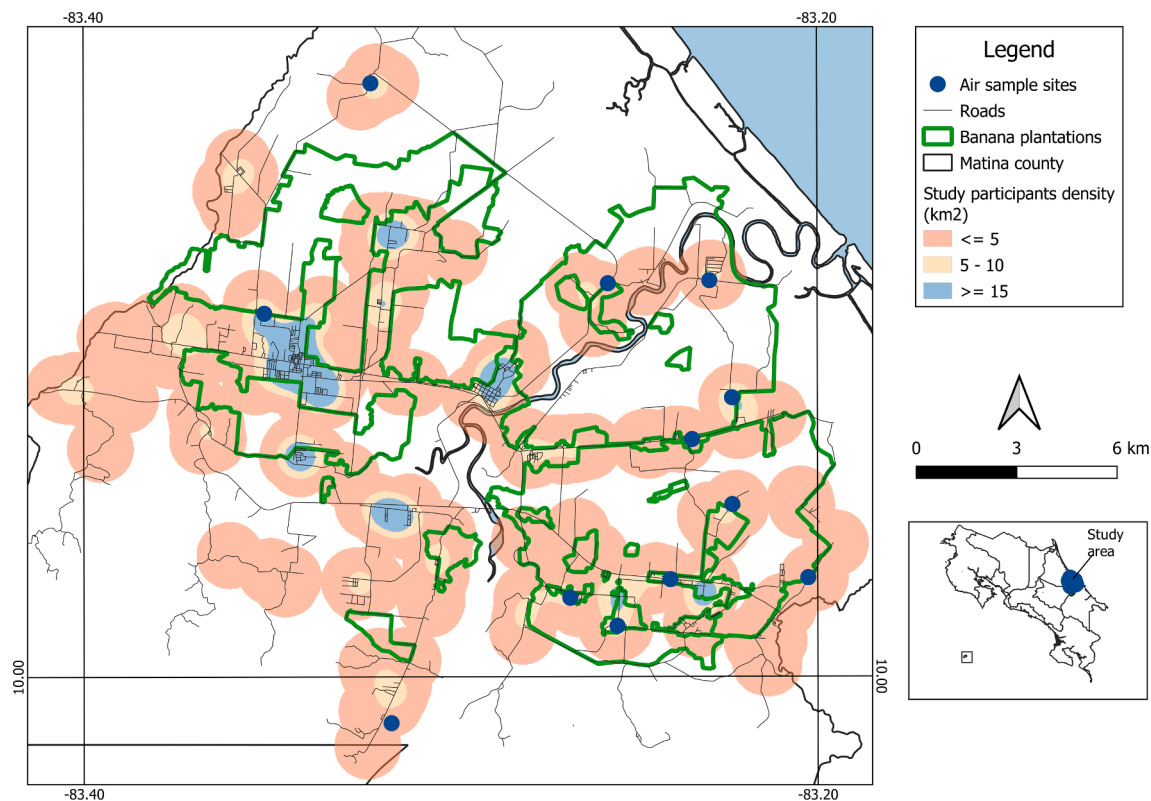 -83.40
-83.20
Legend
Air sample sites
Roads
Banana plantations
Matina county
Study participants density
(km2)
<= 5
5 - 10
>= 15
0
3
6 km
Study
area
10.00
10.00
-83.40
-83.20